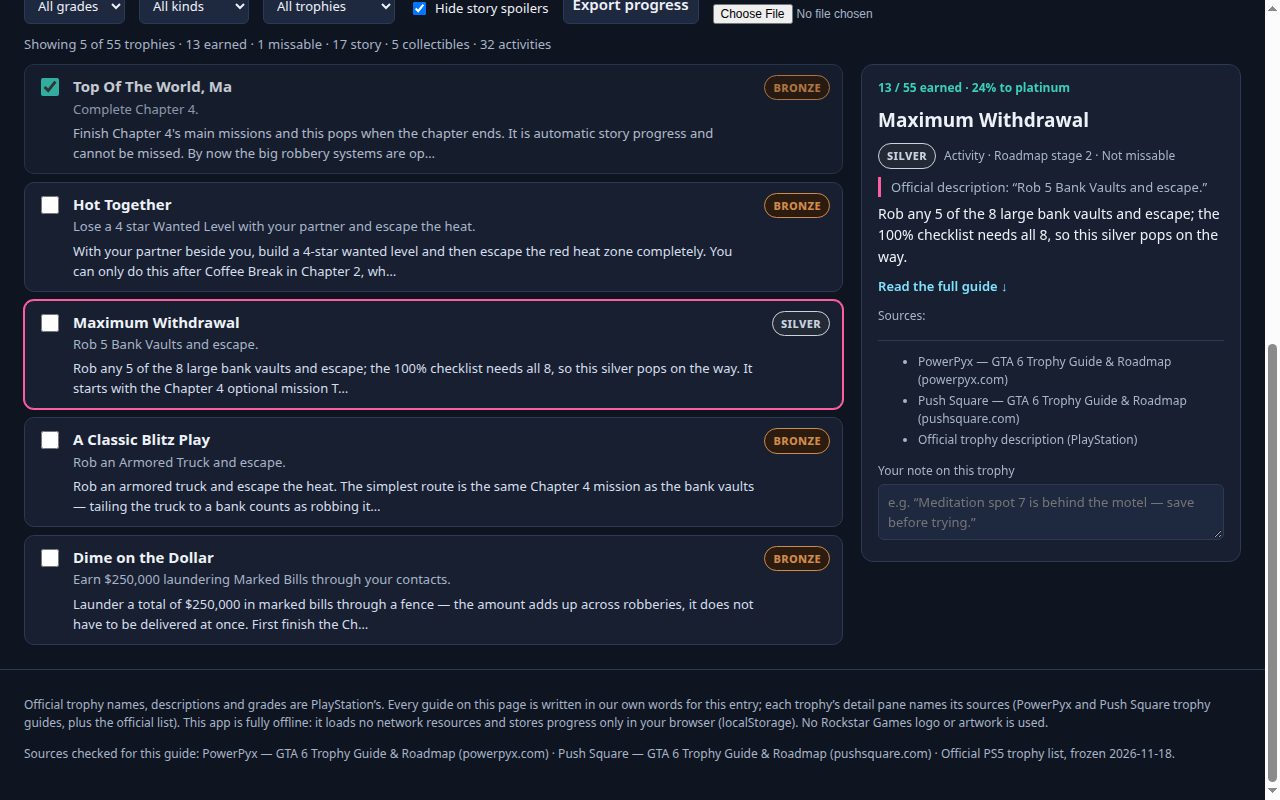 All grades
All kinds
All trophies
Hide story spoilers
Export progress
Choose File No file chosen
Showing 5 of 55 trophies · 13 earned · 1 missable · 17 story · 5 collectibles · 32 activities
Top Of The World, Ma
BRONZE
Complete Chapter 4.
Finish Chapter 4's main missions and this pops when the chapter ends. It is automatic story progress and
cannot be missed. By now the big robbery systems are op...
Hot Together
BRONZE
Lose a 4 star Wanted Level with your partner and escape the heat.
With your partner beside you, build a 4-star wanted level and then escape the red heat zone completely. You
can only do this after Coffee Break in Chapter 2, wh...
Maximum Withdrawal
SILVER
Rob 5 Bank Vaults and escape.
Rob any 5 of the 8 large bank vaults and escape; the 100% checklist needs all 8, so this silver pops on the way. It
starts with the Chapter 4 optional mission T...
A Classic Blitz Play
BRONZE
Rob an Armored Truck and escape.
Rob an armored truck and escape the heat. The simplest route is the same Chapter 4 mission as the bank vaults
— tailing the truck to a bank counts as robbing it...
Dime on the Dollar
BRONZE
Earn $250,000 laundering Marked Bills through your contacts.
Launder a total of $250,000 in marked bills through a fence — the amount adds up across robberies, it does not
have to be delivered at once. First finish the Ch...
13 / 55 earned · 24% to platinum
Maximum Withdrawal
SILVER Activity · Roadmap stage 2 · Not missable
Official description: “Rob 5 Bank Vaults and escape.”
Rob any 5 of the 8 large bank vaults and escape; the
100% checklist needs all 8, so this silver pops on the
way.
Read the full guide ↓
Sources:
• PowerPyx — GTA 6 Trophy Guide & Roadmap
(powerpyx.com)
• Push Square — GTA 6 Trophy Guide & Roadmap
(pushsquare.com)
• Official trophy description (PlayStation)
Your note on this trophy
e.g. “Meditation spot 7 is behind the motel — save
before trying.”
Official trophy names, descriptions and grades are PlayStation’s. Every guide on this page is written in our own words for this entry; each trophy’s detail pane names its sources (PowerPyx and Push Square trophy
guides, plus the official list). This app is fully offline: it loads no network resources and stores progress only in your browser (localStorage). No Rockstar Games logo or artwork is used.
Sources checked for this guide: PowerPyx — GTA 6 Trophy Guide & Roadmap (powerpyx.com) · Push Square — GTA 6 Trophy Guide & Roadmap (pushsquare.com) · Official PS5 trophy list, frozen 2026-11-18.